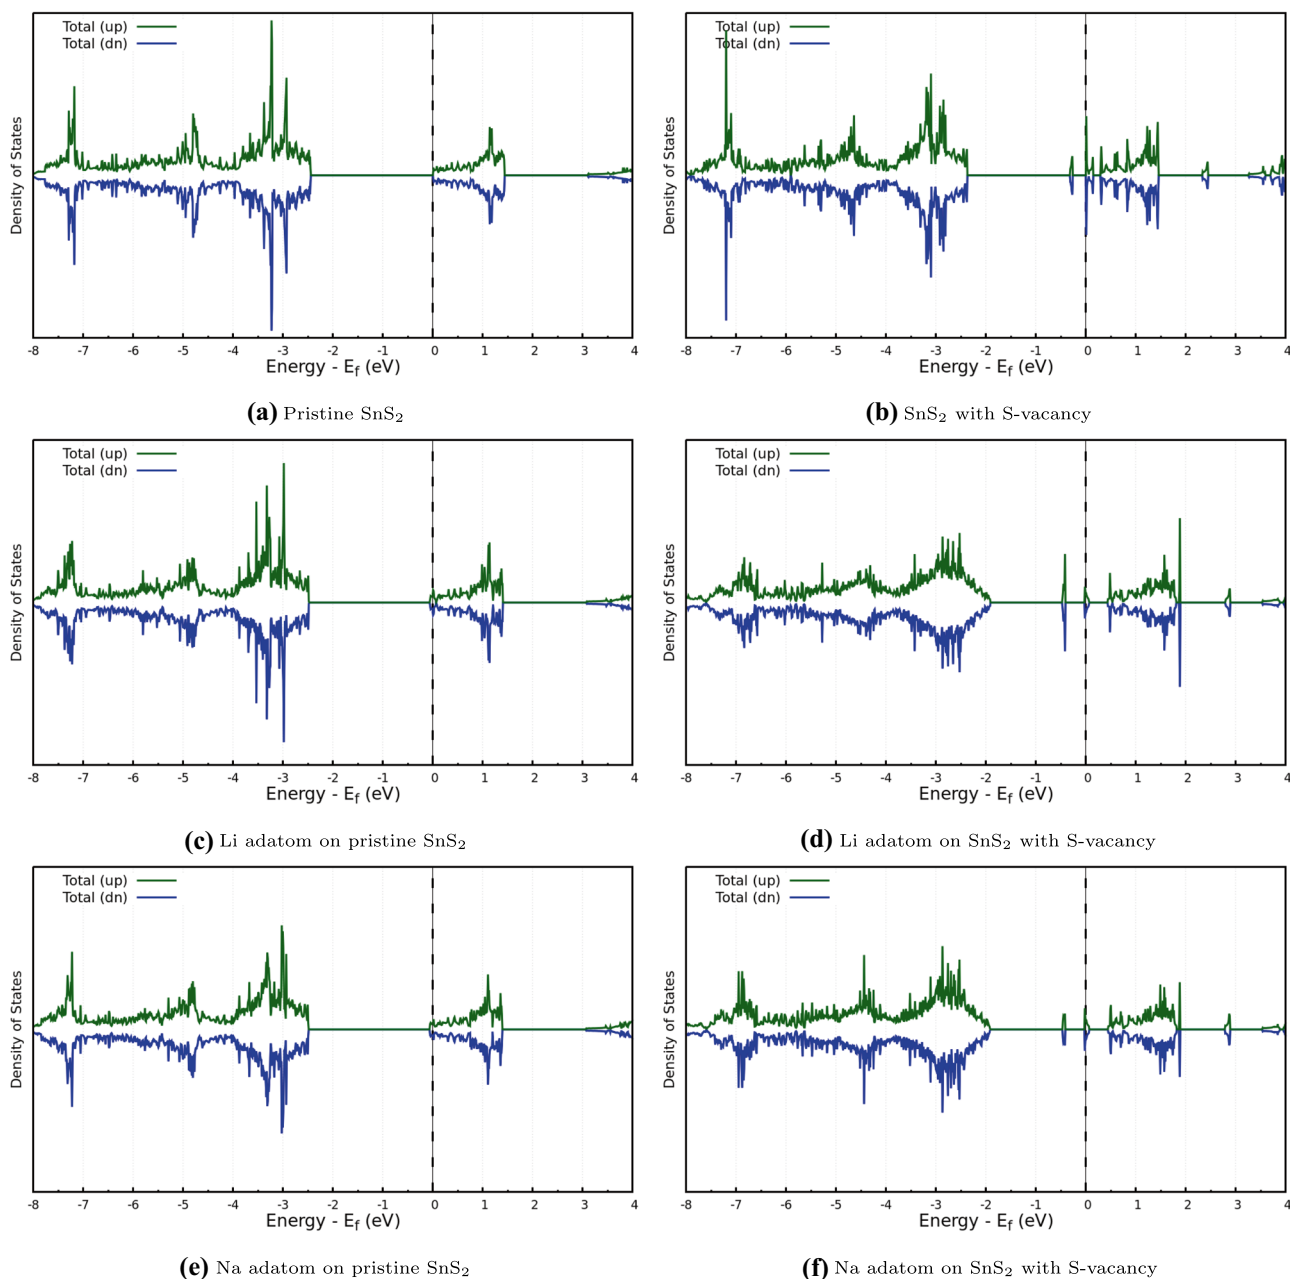 Total (up)
Total (dn)
Density of States
-8 -7 -6 -5 -4 -3 -2 -1 0 1 2 3 4
Energy - E_f (eV)
(a) Pristine SnS₂
Total (up)
Total (dn)
Density of States
-8 -7 -6 -5 -4 -3 -2 -1 0 1 2 3 4
Energy - E_f (eV)
(b) SnS₂ with S-vacancy
Total (up)
Total (dn)
Density of States
-8 -7 -6 -5 -4 -3 -2 -1 0 1 2 3 4
Energy - E_f (eV)
(c) Li adatom on pristine SnS₂
Total (up)
Total (dn)
Density of States
-8 -7 -6 -5 -4 -3 -2 -1 0 1 2 3 4
Energy - E_f (eV)
(d) Li adatom on SnS₂ with S-vacancy
Total (up)
Total (dn)
Density of States
-8 -7 -6 -5 -4 -3 -2 -1 0 1 2 3 4
Energy - E_f (eV)
(e) Na adatom on pristine SnS₂
Total (up)
Total (dn)
Density of States
-8 -7 -6 -5 -4 -3 -2 -1 0 1 2 3 4
Energy - E_f (eV)
(f) Na adatom on SnS₂ with S-vacancy